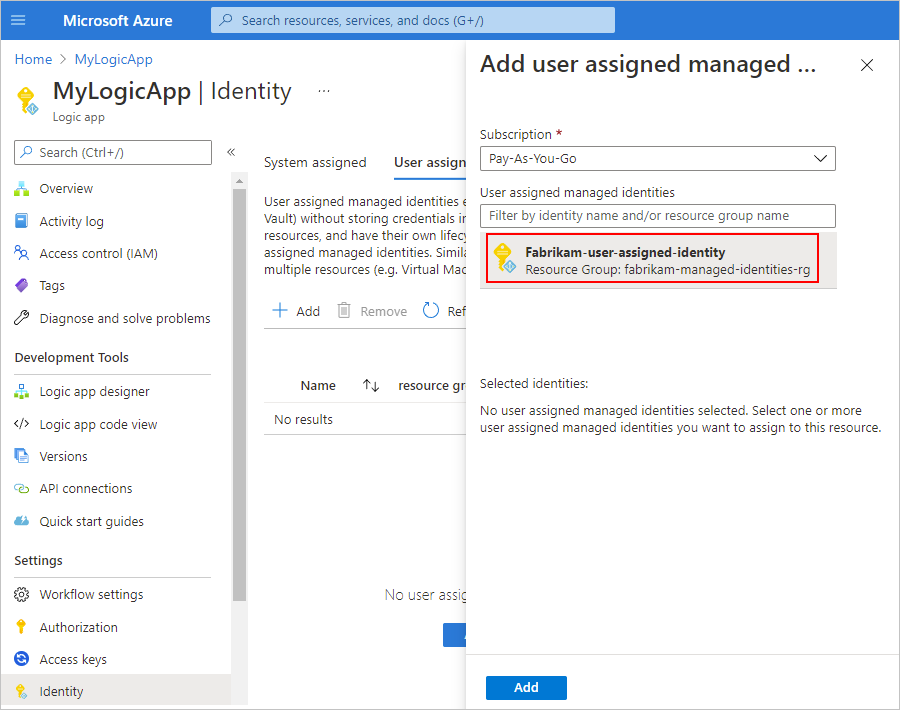 Microsoft Azure
Search resources, services, and docs (G+/)
Home > MyLogicApp
MyLogicApp | Identity ...
Logic app
Search (Ctrl+/)
«
Overview
Activity log
Access control (IAM)
Tags
Diagnose and solve problems
Development Tools
Logic app designer
Logic app code view
Versions
API connections
Quick start guides
Settings
Workflow settings
Authorization
Access keys
Identity
System assigned
User assign
User assigned managed identities e
Vault) without storing credentials in
resources, and have their own lifecy
assigned managed identities. Simila
multiple resources (e.g. Virtual Mac
Add
Remove
Ref
Name
resource gr
No results
No user assig
Add user assigned managed ...
Subscription *
Pay-As-You-Go
User assigned managed identities
Filter by identity name and/or resource group name
Fabrikam-user-assigned-identity
Resource Group: fabrikam-managed-identities-rg
Selected identities:
No user assigned managed identities selected. Select one or more
user assigned managed identities you want to assign to this resource.
Add